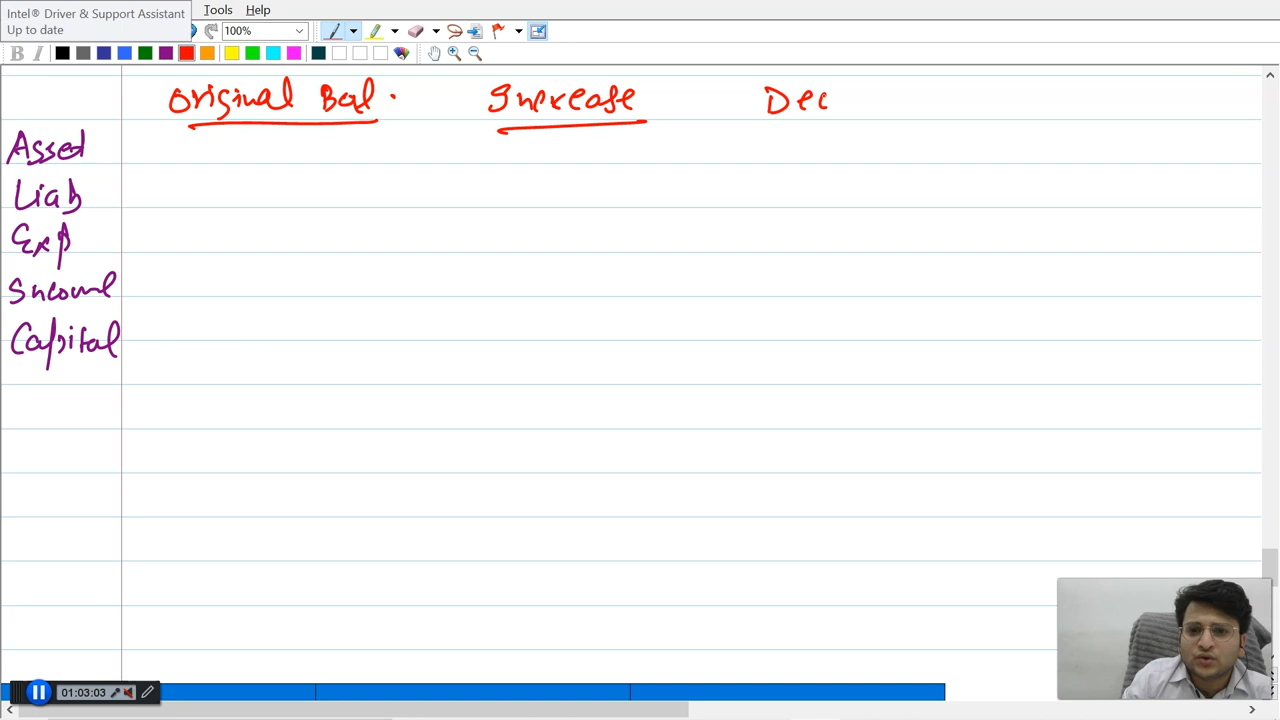 Intel® Driver & Support Assistant
Up to date
Tools Help
100%
B I
Original Bal. Increase Dec
Asset
Liab
Exp
Income
Capital
01:03:03